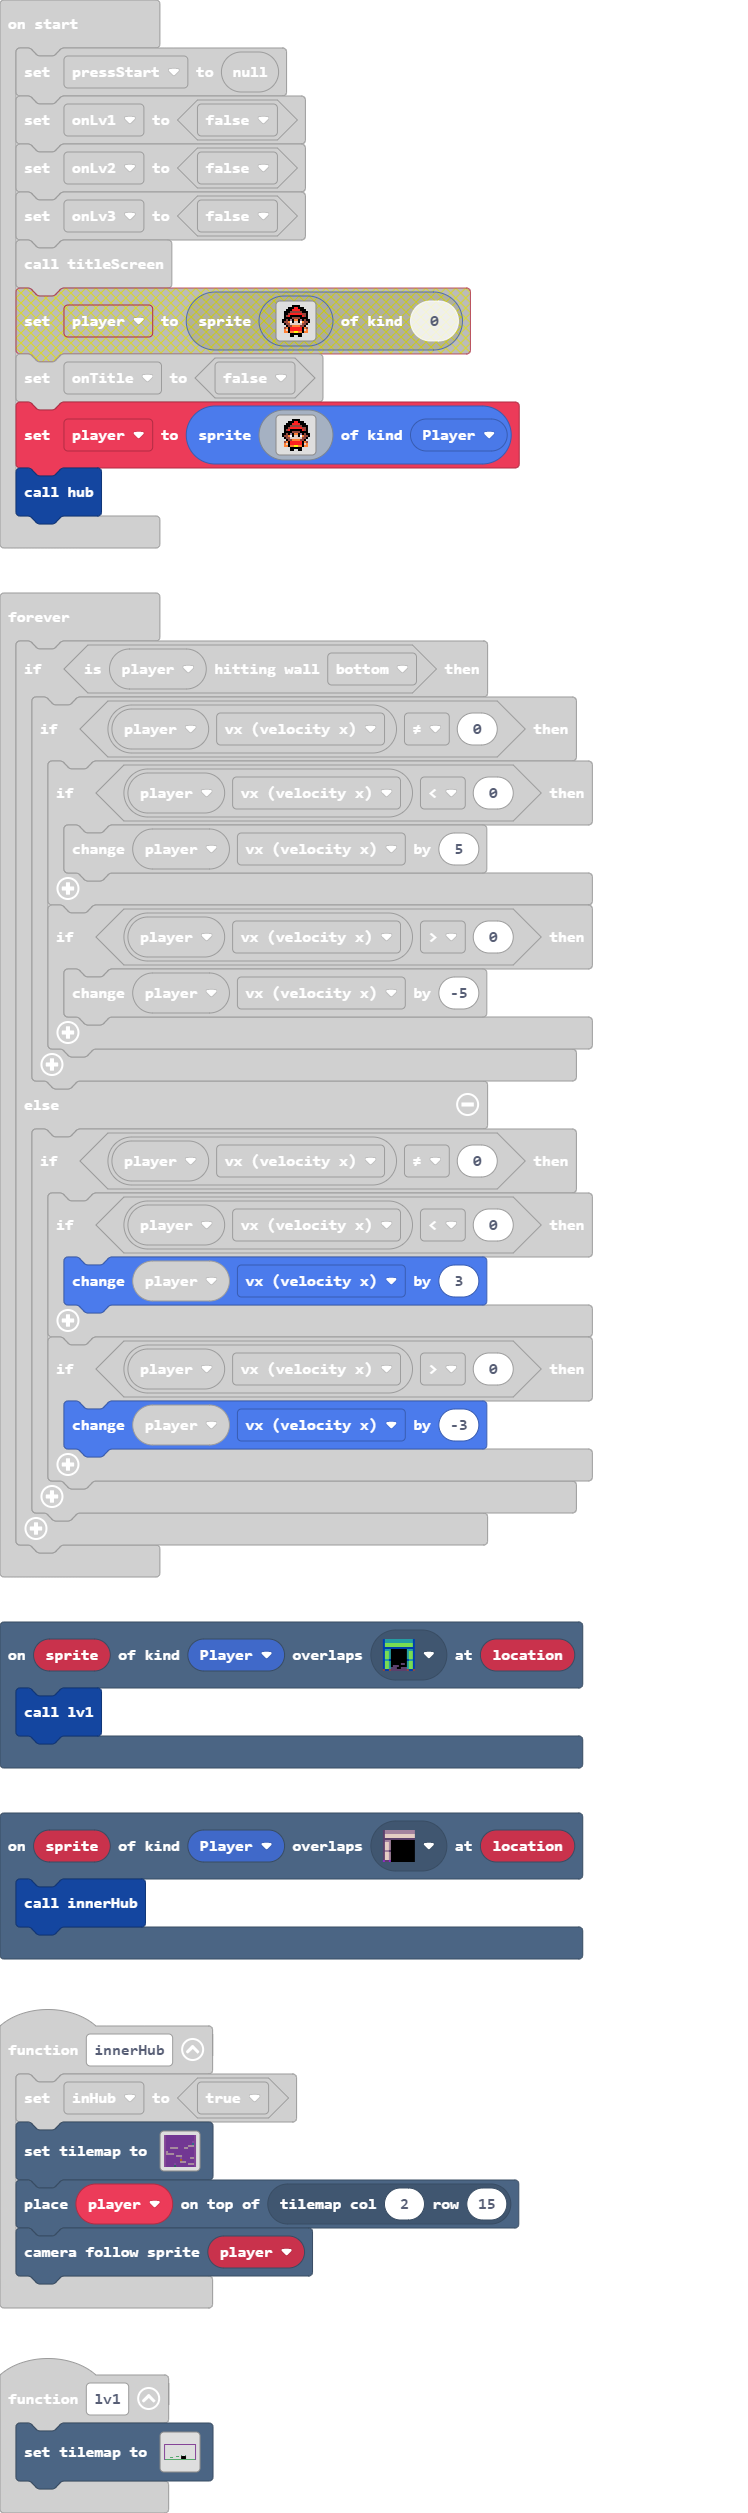 on start
set pressStart to null
set onLv1 to false
set onLv2 to false
set onLv3 to false
call titleScreen
set player to sprite of kind 0
set onTitle to false
set player to sprite of kind Player
call hub
forever
if is player hitting wall bottom then
if player vx (velocity x) ≠ 0 then
if player vx (velocity x) < 0 then
change player vx (velocity x) by 5
if player vx (velocity x) > 0 then
change player vx (velocity x) by -5
else
if player vx (velocity x) ≠ 0 then
if player vx (velocity x) < 0 then
change player vx (velocity x) by 3
if player vx (velocity x) > 0 then
change player vx (velocity x) by -3
on sprite of kind Player overlaps at location
call lv1
on sprite of kind Player overlaps at location
call innerHub
function innerHub
set inHub to true
set tilemap to
place player on top of tilemap col 2 row 15
camera follow sprite player
function lv1
set tilemap to